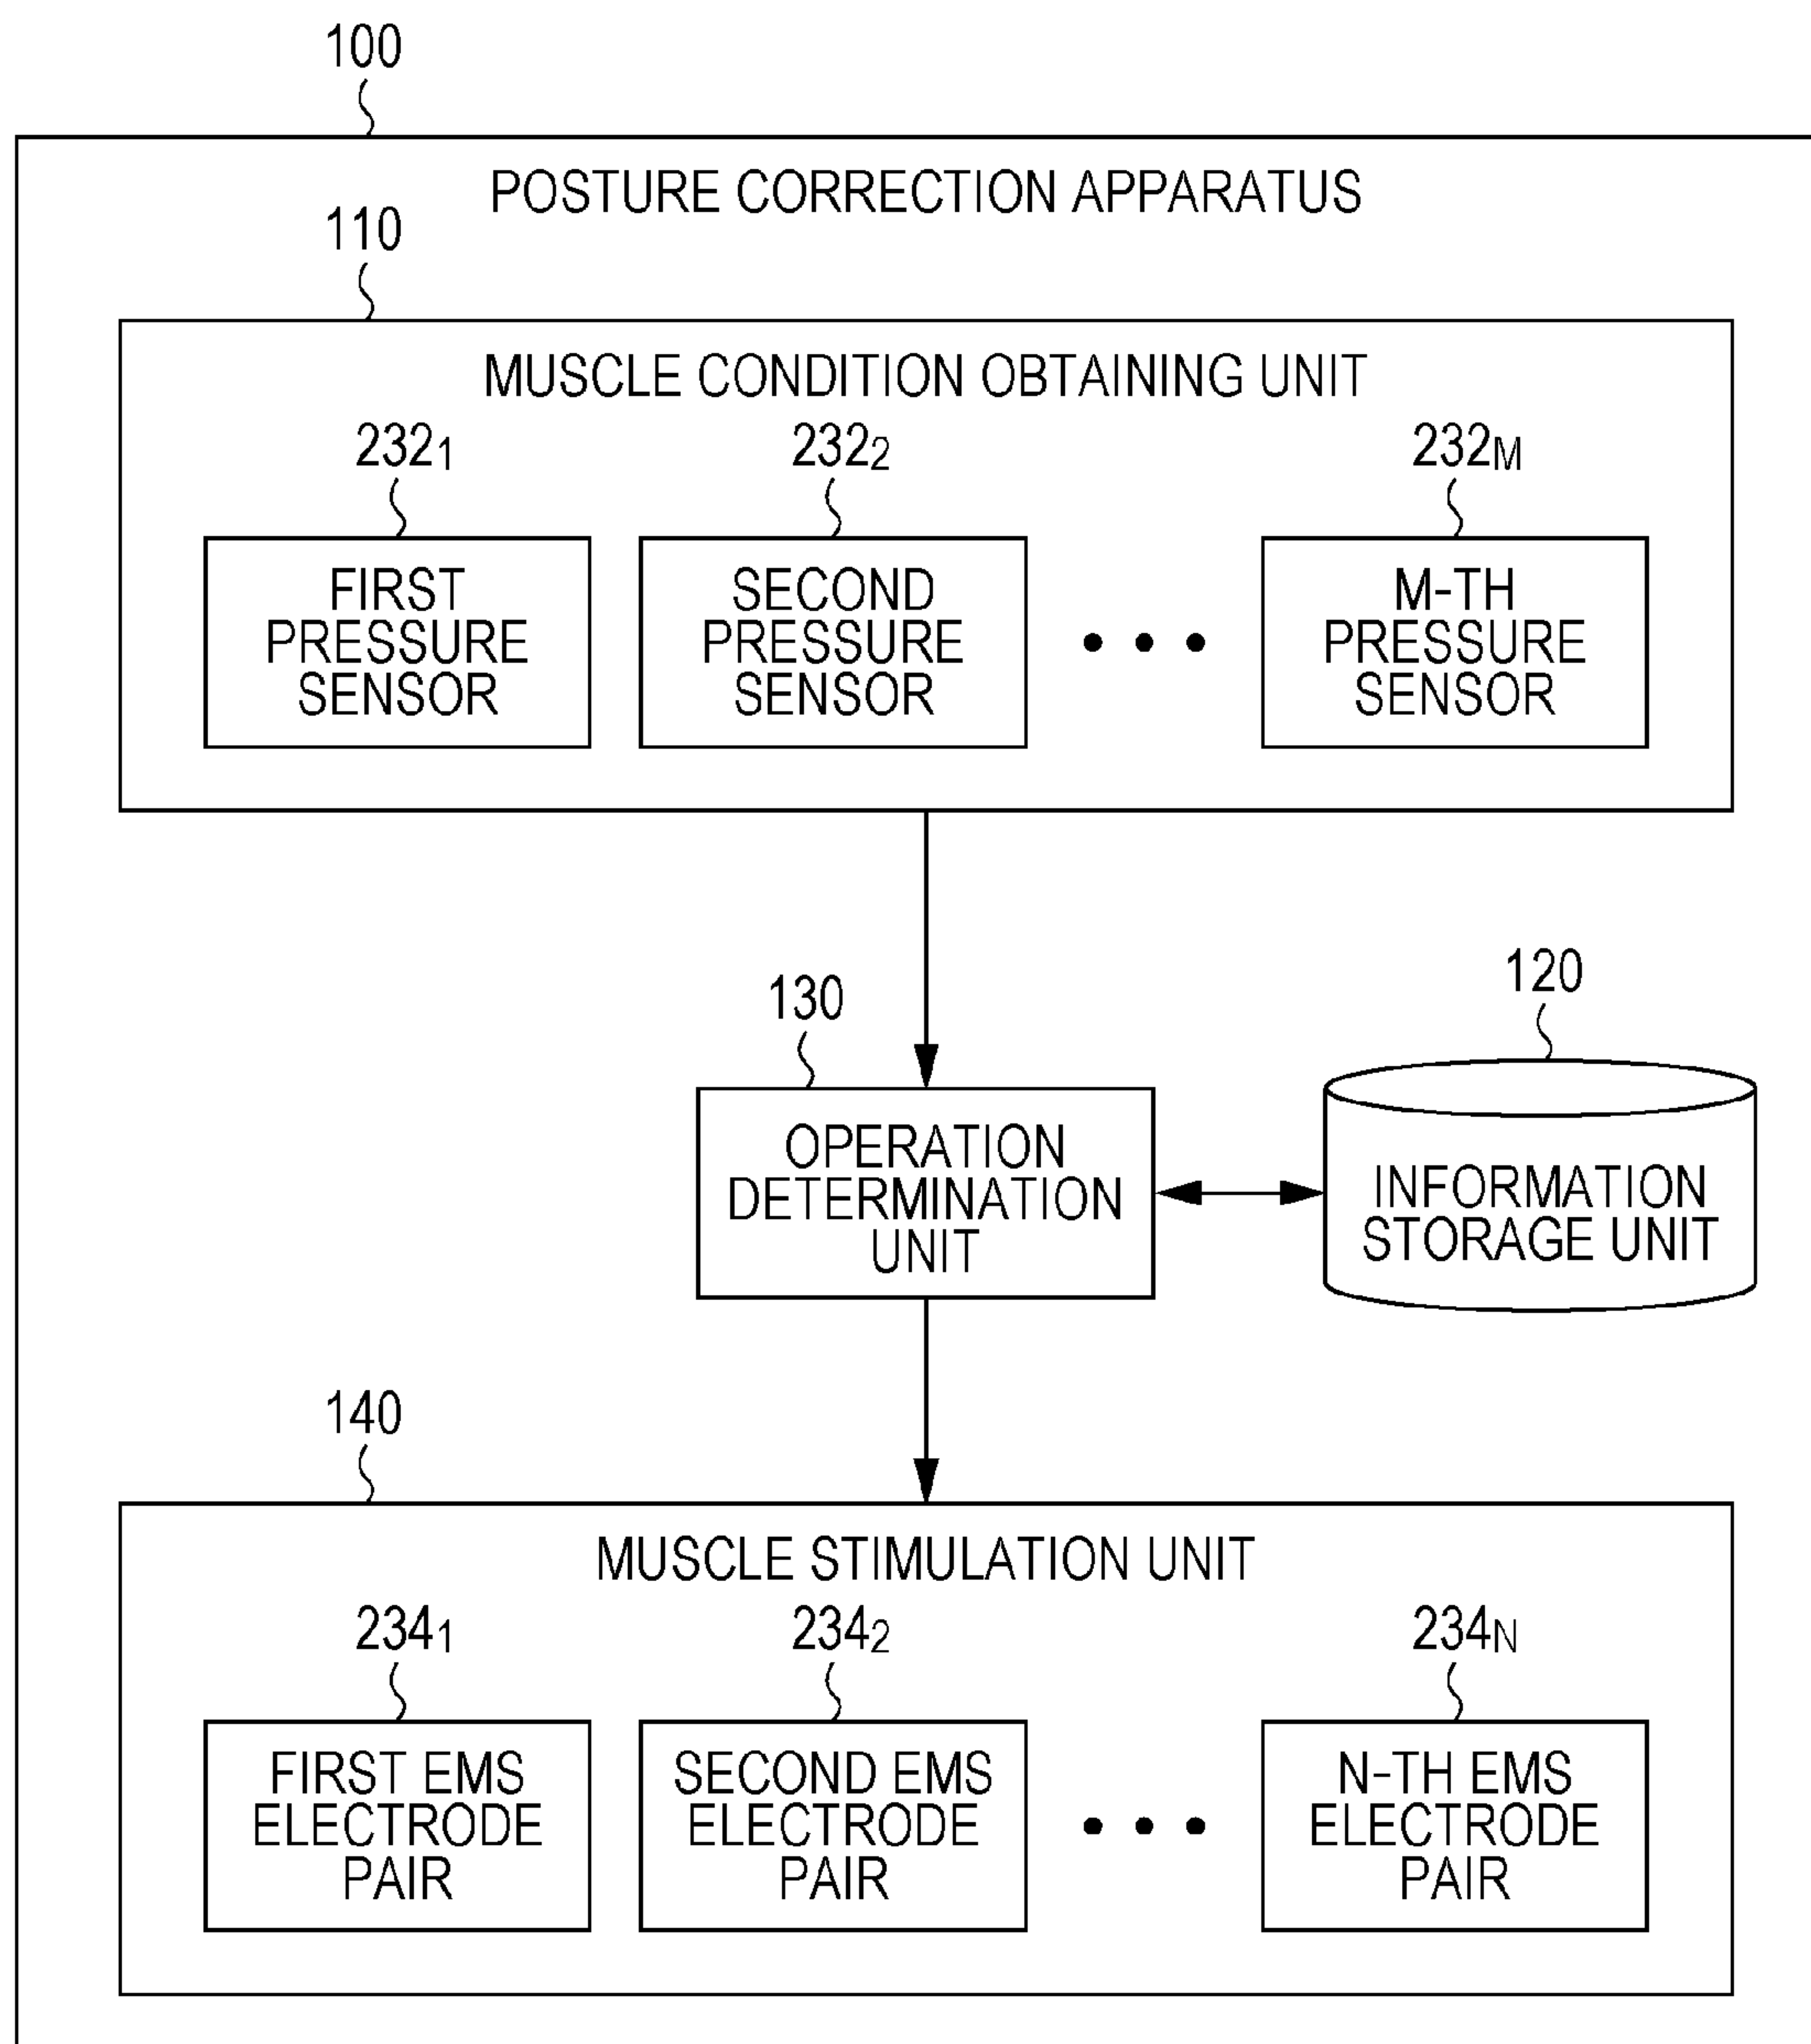 100
POSTURE CORRECTION APPARATUS
110
MUSCLE CONDITION OBTAINING UNIT
232₁ 232₂ 232M
FIRST PRESSURE SENSOR
SECOND PRESSURE SENSOR
• • •
M-TH PRESSURE SENSOR
130
OPERATION
DETERMINATION
UNIT
120
INFORMATION
STORAGE UNIT
140
MUSCLE STIMULATION UNIT
234₁ 234₂ 234N
FIRST EMS ELECTRODE PAIR
SECOND EMS ELECTRODE PAIR
• • •
N-TH EMS ELECTRODE PAIR